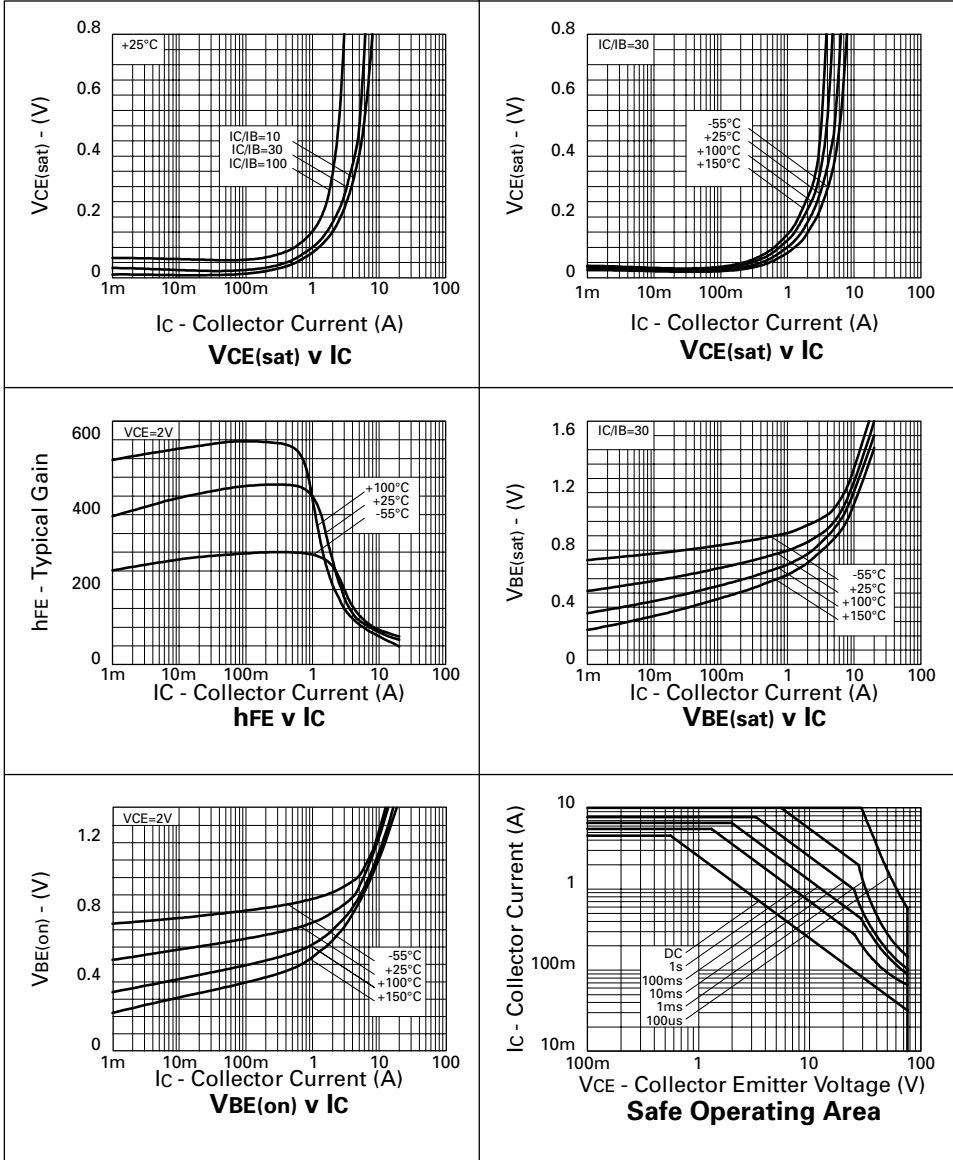 0.8
+25°C
0.6
0.4
0.2
0
VCE(sat) - (V)
IC/IB=10
IC/IB=30
IC/IB=100
1m 10m 100m 1 10 100
IC - Collector Current (A)
VCE(sat) v IC
0.8
IC/IB=30
0.6
0.4
0.2
0
VCE(sat) - (V)
-55°C
+25°C
+100°C
+150°C
1m 10m 100m 1 10 100
IC - Collector Current (A)
VCE(sat) v IC
600
VCE=2V
400
200
0
hFE - Typical Gain
+100°C
+25°C
-55°C
1m 10m 100m 1 10 100
IC - Collector Current (A)
hFE v IC
1.6
IC/IB=30
1.2
0.8
0.4
0
VBE(sat) - (V)
-55°C
+25°C
+100°C
+150°C
1m 10m 100m 1 10 100
IC - Collector Current (A)
VBE(sat) v IC
1.2
VCE=2V
0.8
0.4
0
VBE(on) - (V)
-55°C
+25°C
+100°C
+150°C
1m 10m 100m 1 10 100
IC - Collector Current (A)
VBE(on) v IC
10
1
100m
10m
IC - Collector Current (A)
DC
1s
100ms
10ms
1ms
100us
100m 1 10 100
VCE - Collector Emitter Voltage (V)
Safe Operating Area